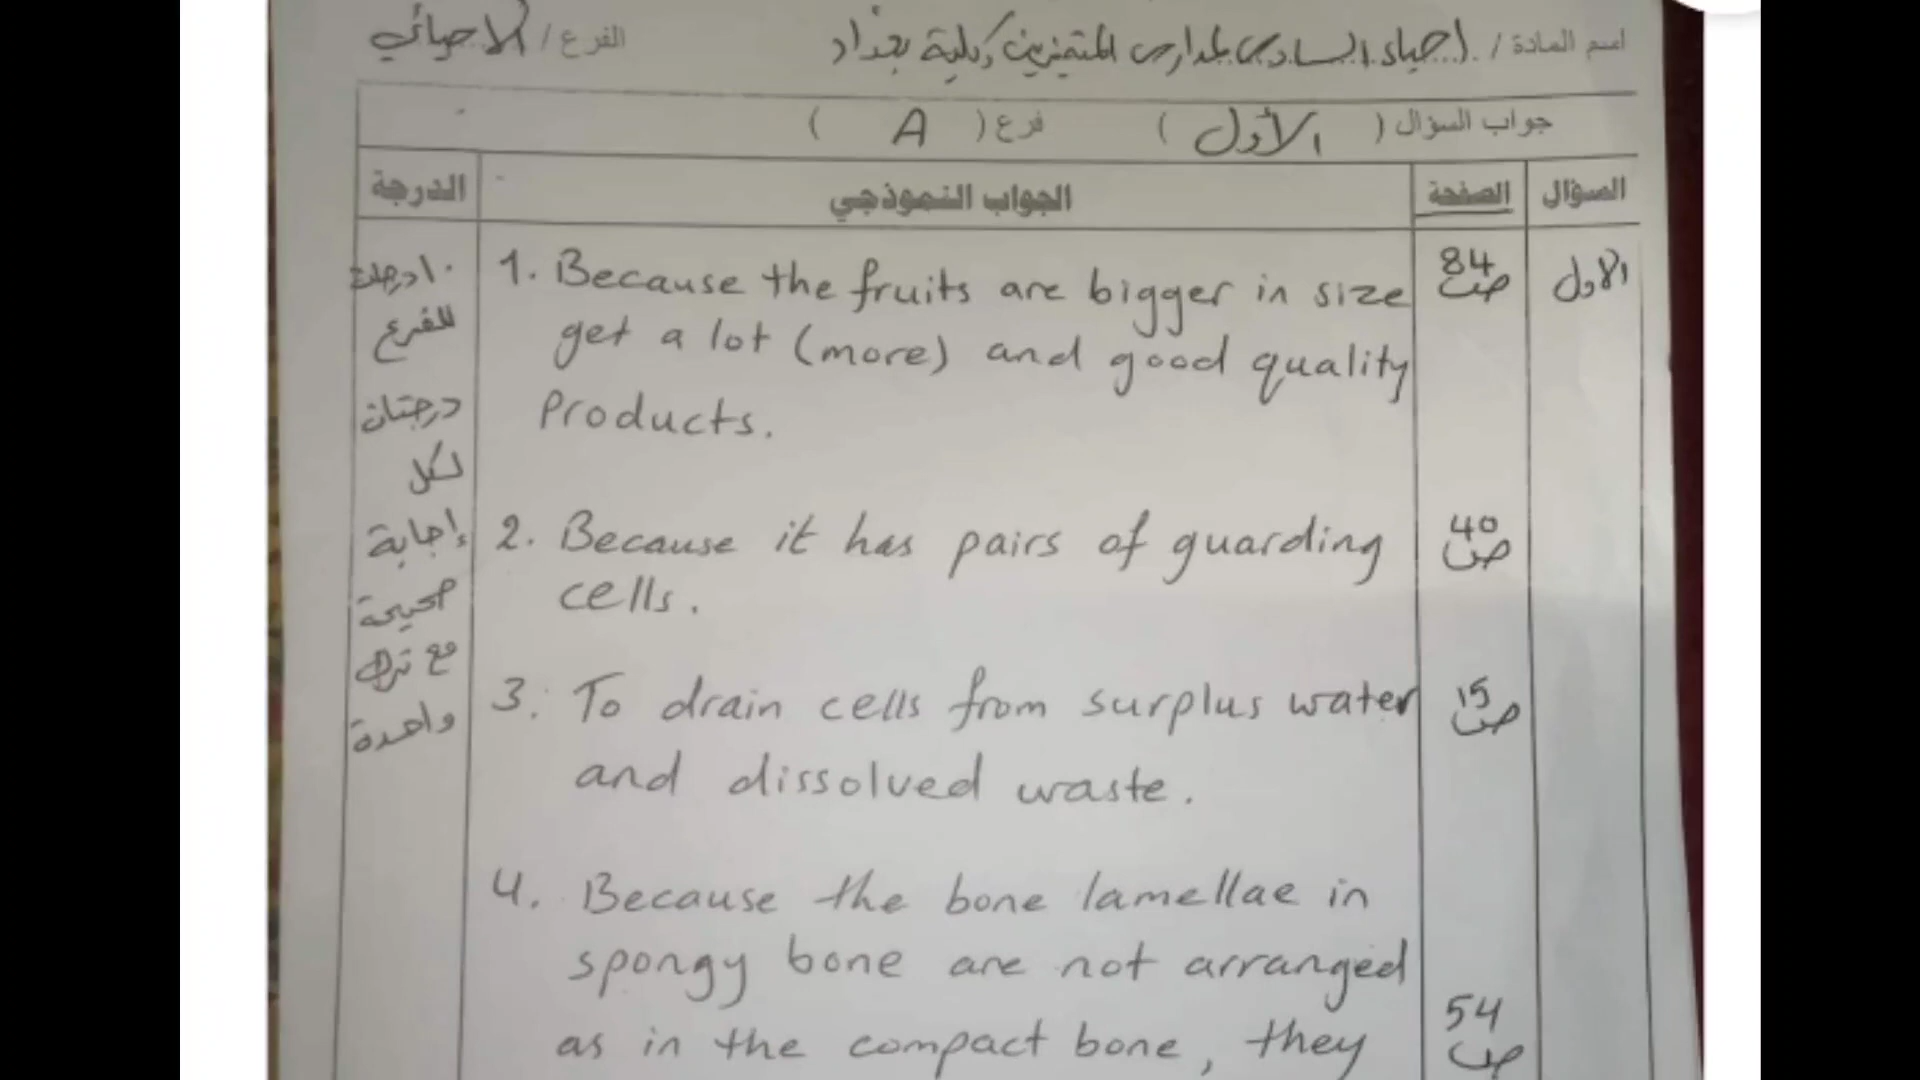 اسم المادة / احياء السادس لمدارس المتميزين وكلية بغداد الفرع / الاحيائي
جواب السؤال ( الأول ) فرع ( A )
السؤال الصفحة الجواب النموذجي الدرجة
الاول
ص 84
1. Because the fruits are bigger in size
get a lot (more) and good quality
Products.
ص 40
2. Because it has pairs of guarding
cells.
ص 15
3. To drain cells from surplus water
and dissolved waste.
4. Because the bone lamellae in
spongy bone are not arranged
ص 54
as in the compact bone, they
١٠ درجات
للفرع
درجتان
لكل
إجابة
صحيحة
مع ترك
واحدة